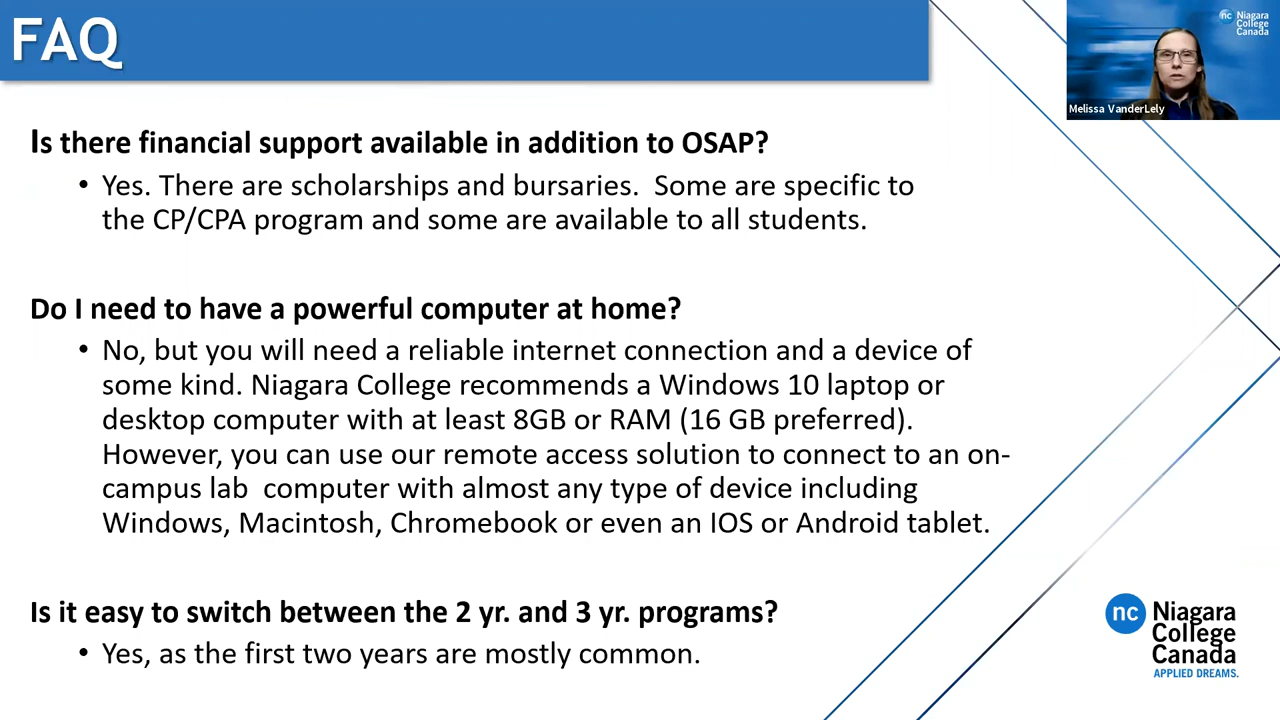 FAQ
Niagara
College
Canada
nc
Melissa VanderLely
Is there financial support available in addition to OSAP?
• Yes. There are scholarships and bursaries.  Some are specific to
the CP/CPA program and some are available to all students.
Do I need to have a powerful computer at home?
• No, but you will need a reliable internet connection and a device of
some kind. Niagara College recommends a Windows 10 laptop or
desktop computer with at least 8GB or RAM (16 GB preferred).
However, you can use our remote access solution to connect to an on-
campus lab  computer with almost any type of device including
Windows, Macintosh, Chromebook or even an IOS or Android tablet.
Is it easy to switch between the 2 yr. and 3 yr. programs?
• Yes, as the first two years are mostly common.
nc
Niagara
College
Canada
APPLIED DREAMS.